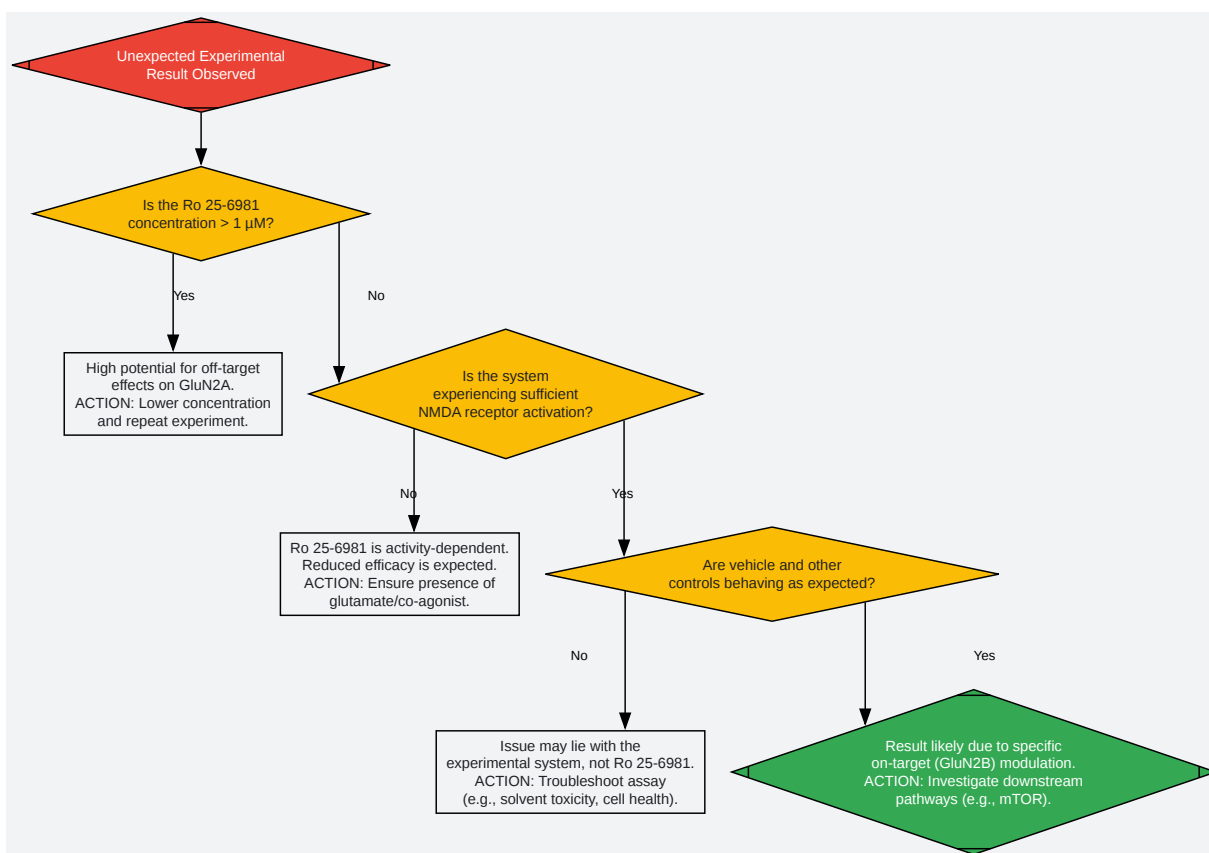 Unexpected Experimental
Result Observed
Is the Ro 25-6981
concentration > 1 µM?
Yes
No
High potential for off-target
effects on GluN2A.
ACTION: Lower concentration
and repeat experiment.
Is the system
experiencing sufficient
NMDA receptor activation?
No
Yes
Ro 25-6981 is activity-dependent.
Reduced efficacy is expected.
ACTION: Ensure presence of
glutamate/co-agonist.
Are vehicle and other
controls behaving as expected?
No
Yes
Issue may lie with the
experimental system, not Ro 25-6981.
ACTION: Troubleshoot assay
(e.g., solvent toxicity, cell health).
Result likely due to specific
on-target (GluN2B) modulation.
ACTION: Investigate downstream
pathways (e.g., mTOR).